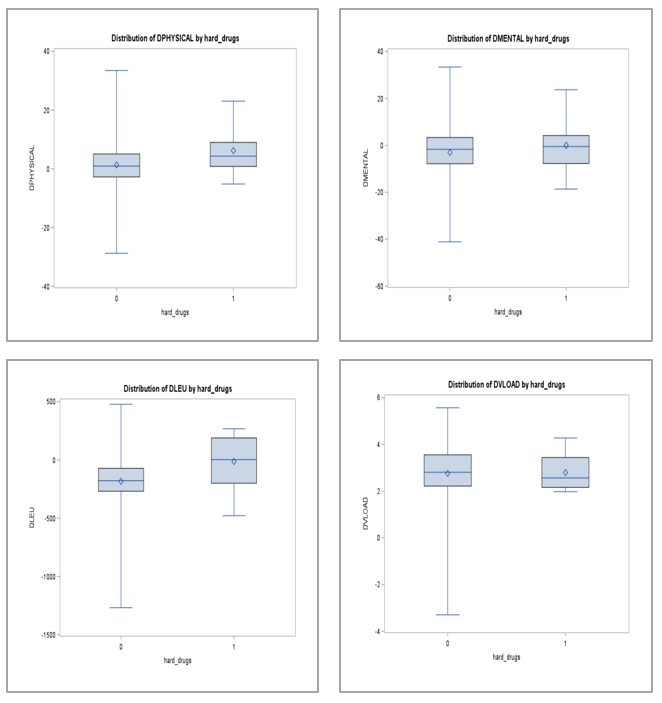 Distribution of DPHYSICAL by hard_drugs
40
20
0
-20
-40
DPHYSICAL
0
1
hard_drugs
Distribution of DMENTAL by hard_drugs
40
20
0
-20
-40
-60
DMENTAL
0
1
hard_drugs
Distribution of DLEU by hard_drugs
500
0
-500
-1000
-1500
DLEU
0
1
hard_drugs
Distribution of DVLOAD by hard_drugs
6
4
2
0
-2
-4
DVLOAD
0
1
hard_drugs